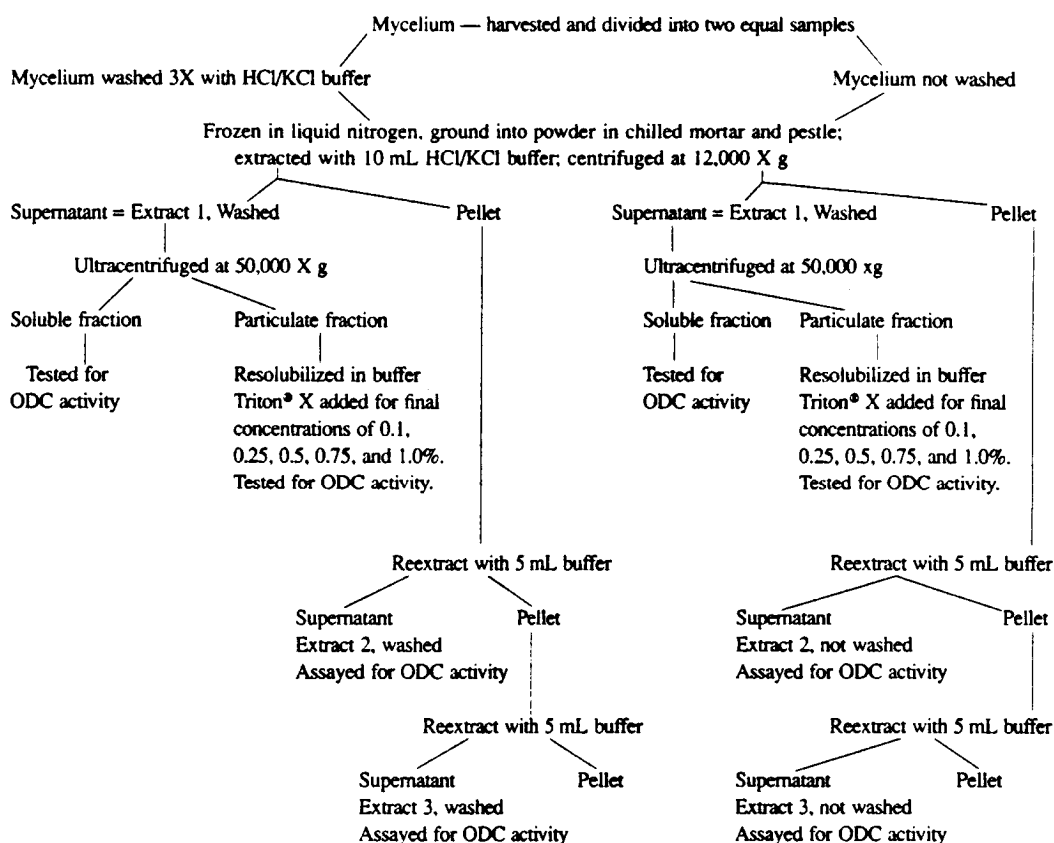 Mycelium — harvested and divided into two equal samples
Mycelium washed 3X with HCl/KCl buffer
Mycelium not washed
Frozen in liquid nitrogen, ground into powder in chilled mortar and pestle;
extracted with 10 mL HCl/KCl buffer; centrifuged at 12,000 X g
Supernatant = Extract 1, Washed
Pellet
Supernatant = Extract 1, Washed
Pellet
Ultracentrifuged at 50,000 X g
Ultracentrifuged at 50,000 xg
Soluble fraction
Particulate fraction
Soluble fraction
Particulate fraction
Tested for
ODC activity
Resolubilized in buffer
Triton® X added for final
concentrations of 0.1,
0.25, 0.5, 0.75, and 1.0%.
Tested for ODC activity.
Tested for
ODC activity
Resolubilized in buffer
Triton® X added for final
concentrations of 0.1,
0.25, 0.5, 0.75, and 1.0%.
Tested for ODC activity.
Reextract with 5 mL buffer
Reextract with 5 mL buffer
Supernatant
Extract 2, washed
Assayed for ODC activity
Pellet
Supernatant
Extract 2, not washed
Assayed for ODC activity
Pellet
Reextract with 5 mL buffer
Reextract with 5 mL buffer
Supernatant
Extract 3, washed
Assayed for ODC activity
Pellet
Supernatant
Extract 3, not washed
Assayed for ODC activity
Pellet